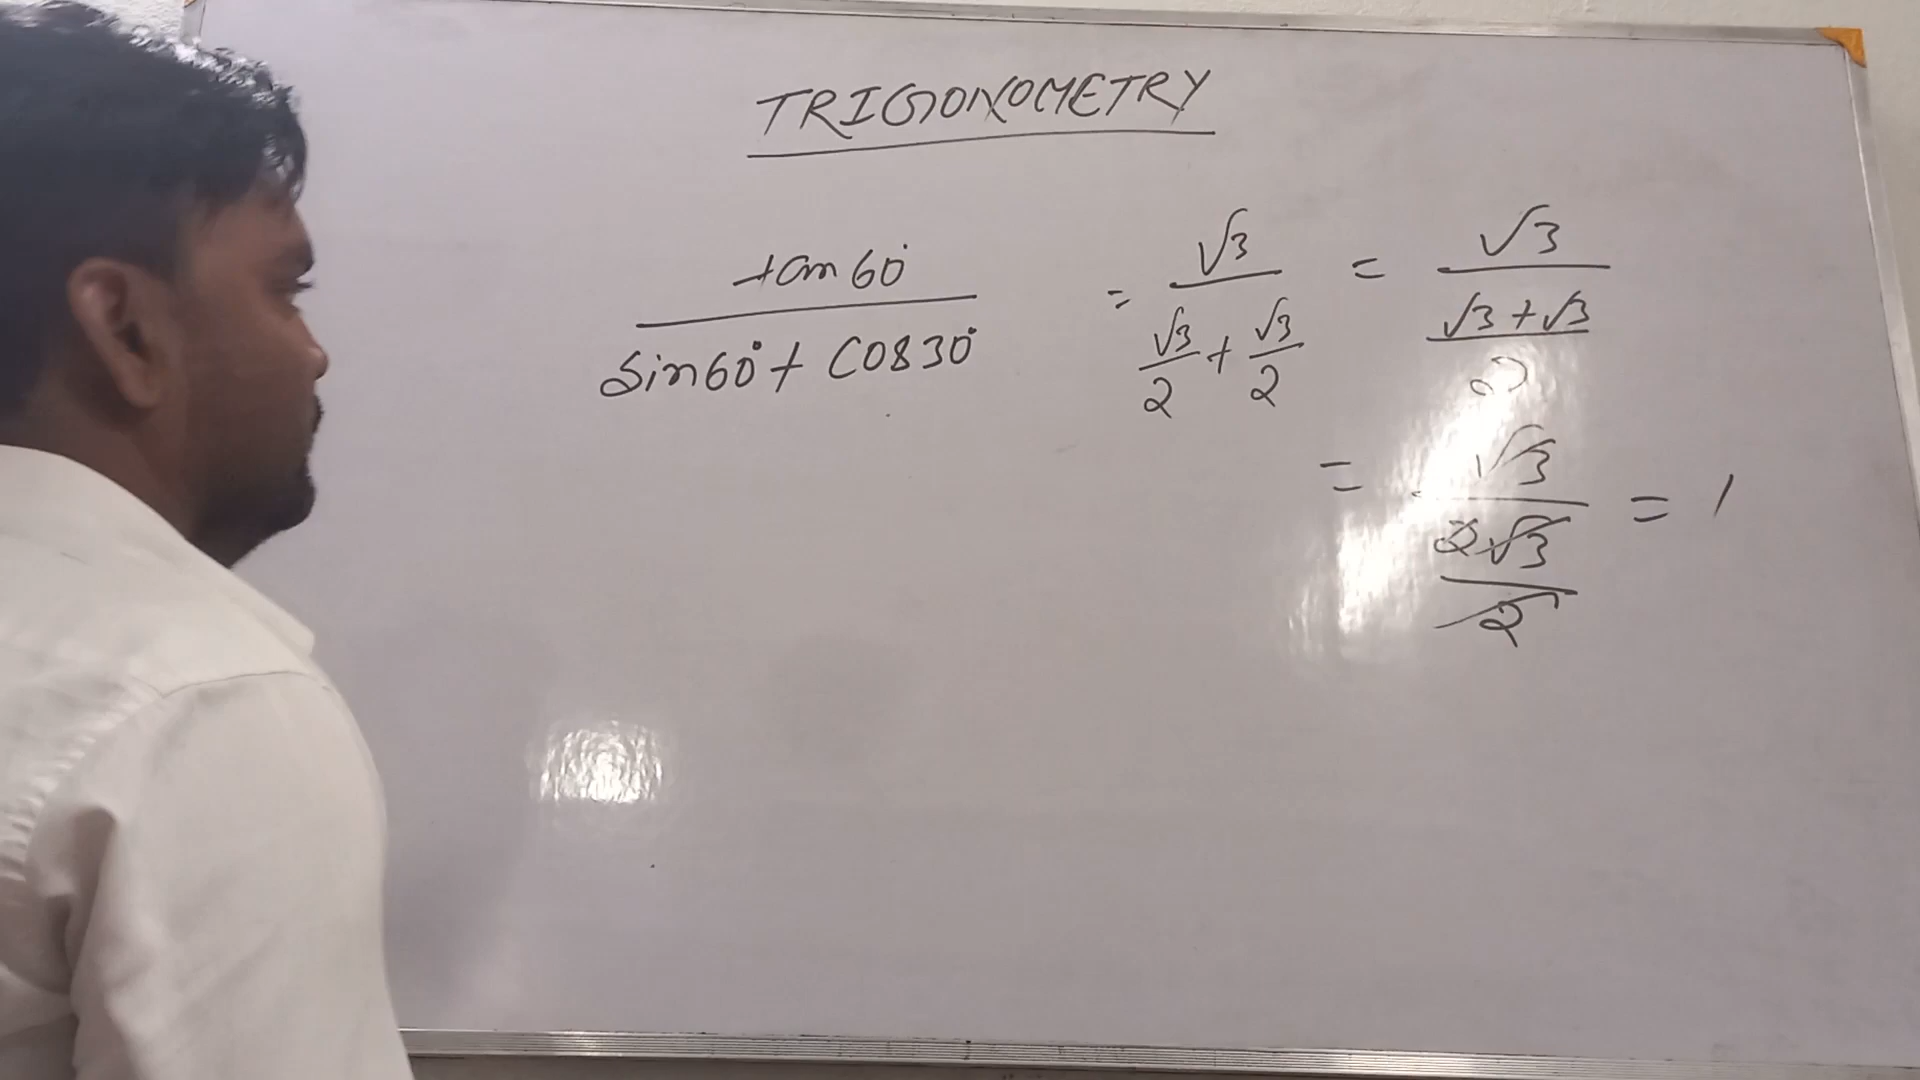 TRIGONOMETRY
tan 60° / (sin 60° + cos 30°) = √3 / (√3/2 + √3/2) = √3 / ((√3 + √3)/2)
= √3 / (2√3/2) = 1